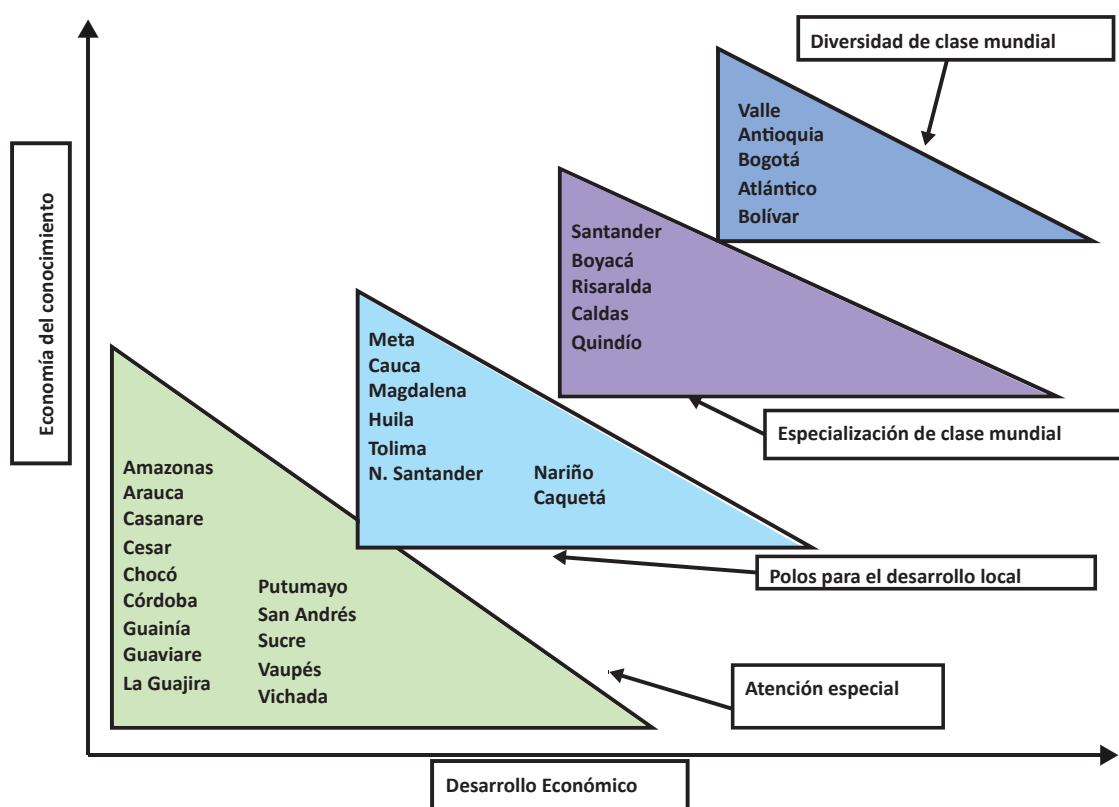 Diversidad de clase mundial
Valle
Antioquia
Bogotá
Atlántico
Bolívar
Economía del conocimiento
Santander
Boyacá
Risaralda
Caldas
Quindío
Especialización de clase mundial
Meta
Cauca
Magdalena
Huila
Tolima
N. Santander
Nariño
Caquetá
Polos para el desarrollo local
Amazonas
Arauca
Casanare
Cesar
Chocó
Córdoba
Guainía
Guaviare
La Guajira
Putumayo
San Andrés
Sucre
Vaupés
Vichada
Atención especial
Desarrollo Económico